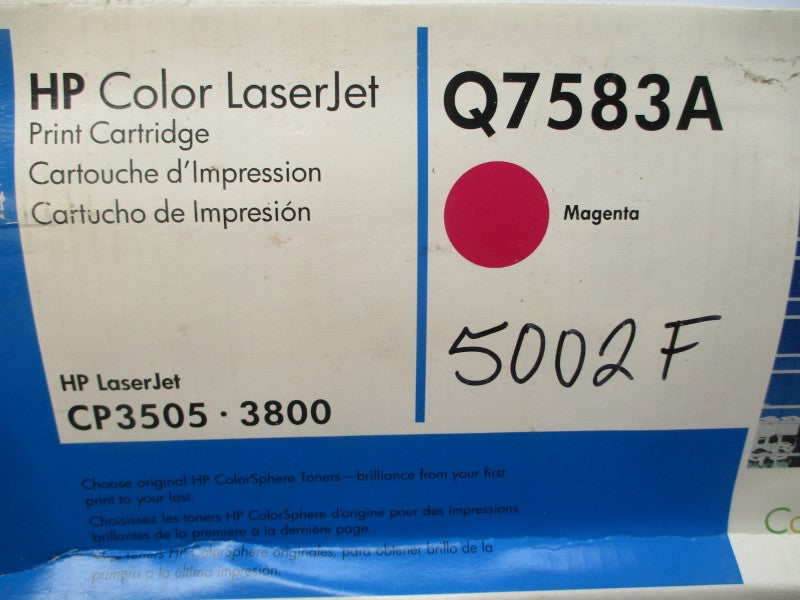 HP Color LaserJet
Print Cartridge
Cartouche d'Impression
Cartucho de Impresión
Q7583A
Magenta
5002F
HP LaserJet
CP3505 · 3800
Choose original HP ColorSphere Toners—brilliance from your first
print to your last.
Choisissez les toners HP ColorSphere d'origine pour des impressions
brillantes de la première à la dernière page.
toners HP ColorSphere originales, para obtener brillo de la
primera a la última impresión.